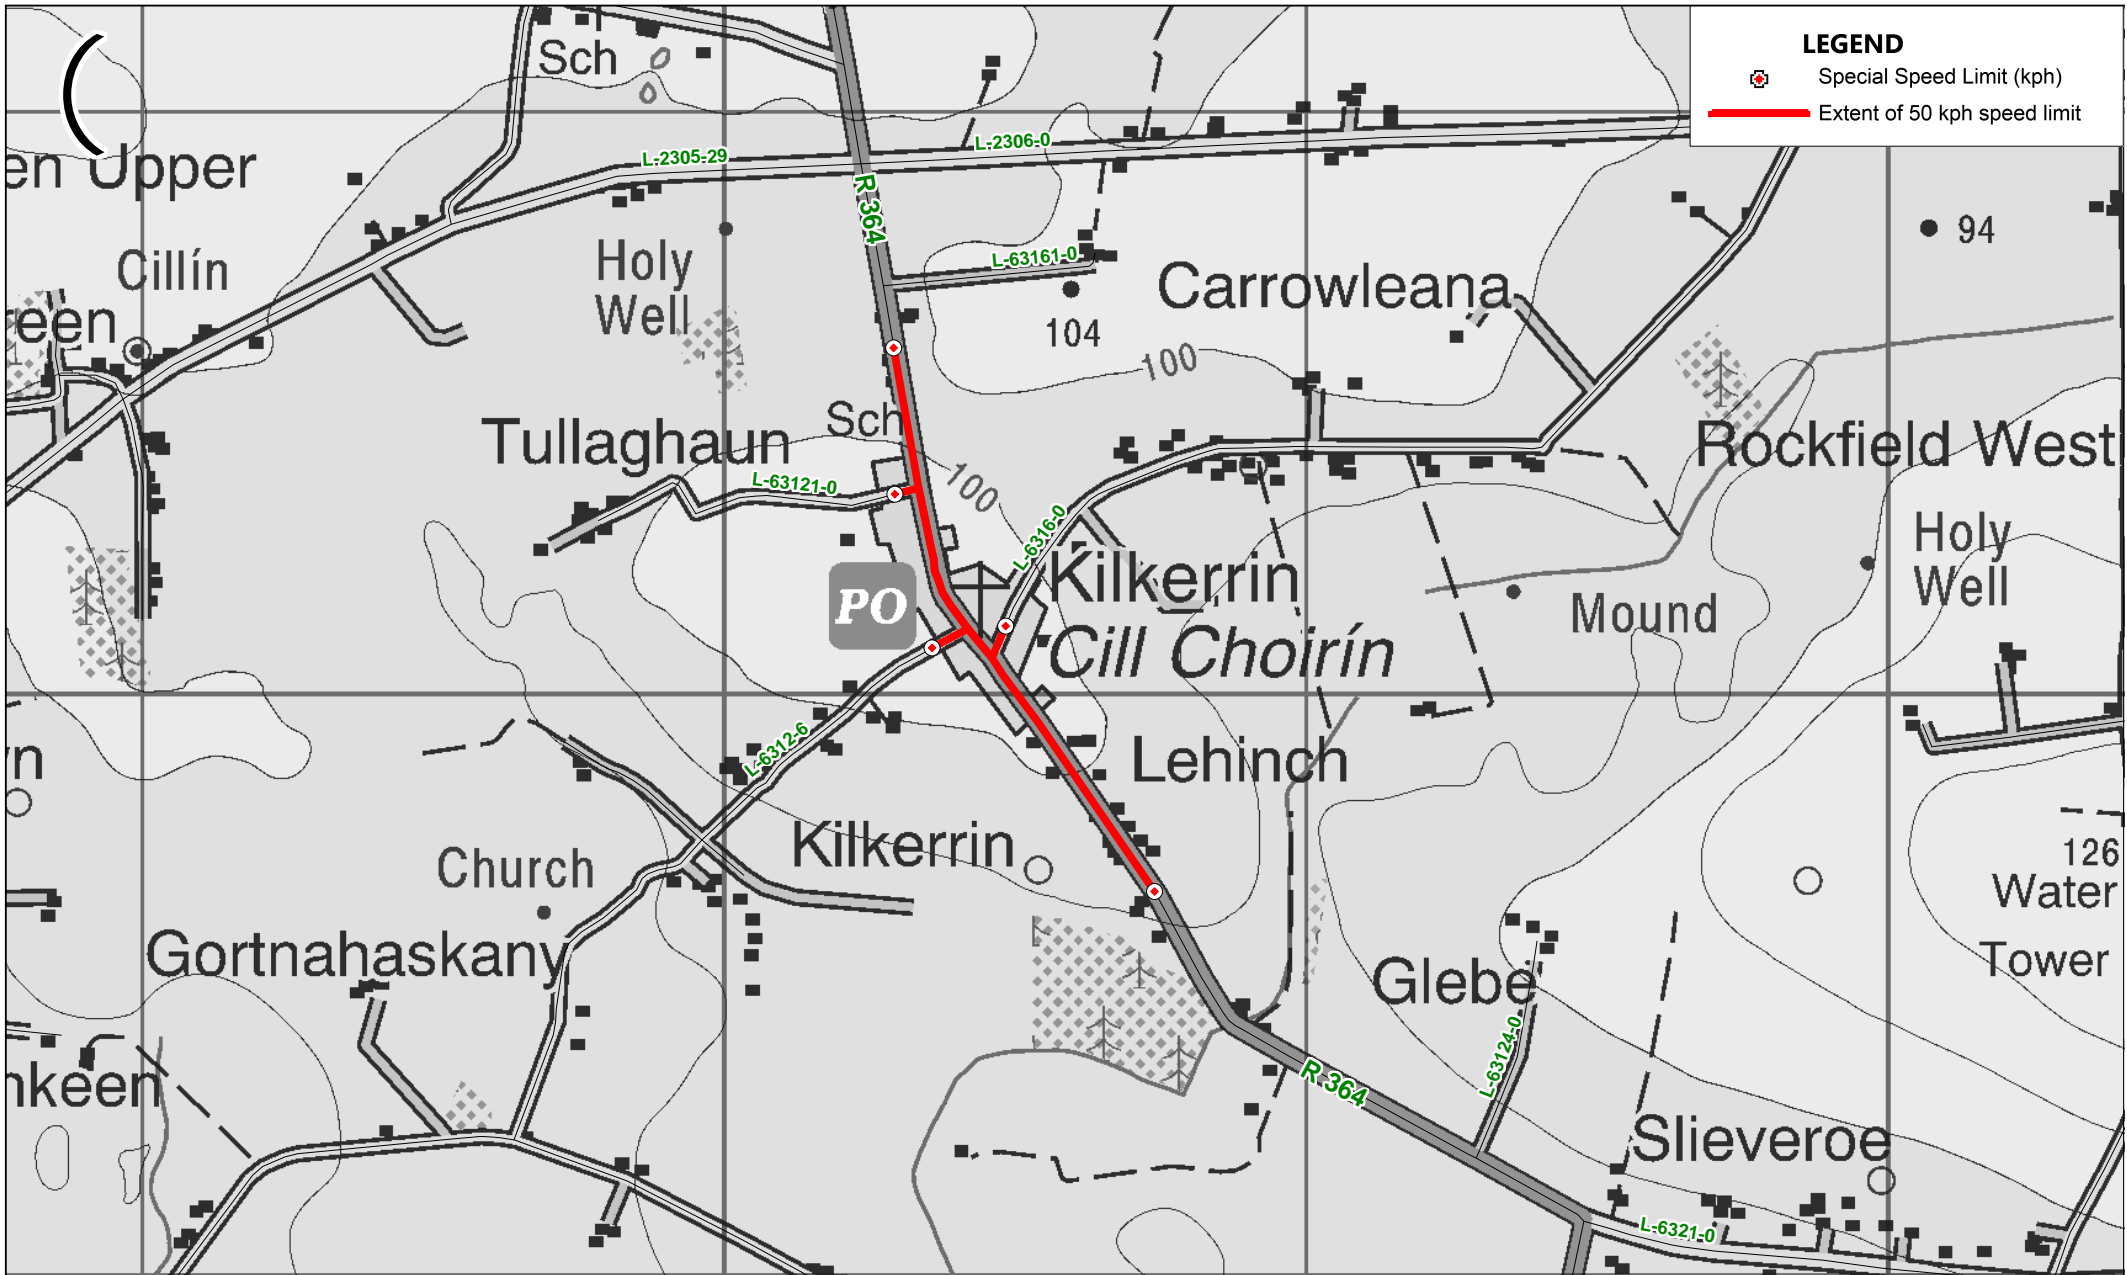 LEGEND
Special Speed Limit (kph)
Extent of 50 kph speed limit
Sch
en Upper
L-2305-29
L-2306-0
R 364
Cillín
Holy
Well
L-63161-0
104
Carrowleana
94
reen
100
Sch
Tullaghaun
L-63121-0
100
Rockfield West
L-6316-0
Holy
Well
PO
Kilkerrin
Cill Choirín
Mound
L-6312-6
Lehinch
n
Kilkerrin
Church
126
Water
Tower
Gortnahaskany
Glebe
L-63124-0
nkeen
R 364
Slieveroe
L-6321-0